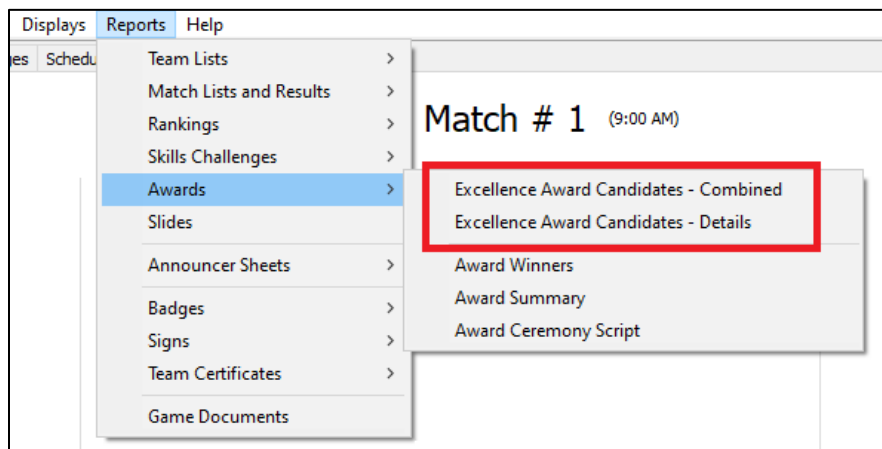 Displays Reports Help
Team Lists
Match Lists and Results
Rankings
Skills Challenges
Awards
Slides
Announcer Sheets
Badges
Signs
Team Certificates
Game Documents
Match # 1 (9:00 AM)
Excellence Award Candidates - Combined
Excellence Award Candidates - Details
Award Winners
Award Summary
Award Ceremony Script